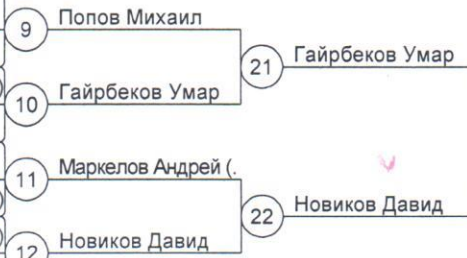 9 Попов Михаил
21 Гайрбеков Умар
10 Гайрбеков Умар
11 Маркелов Андрей (.
22 Новиков Давид
12 Новиков Давид